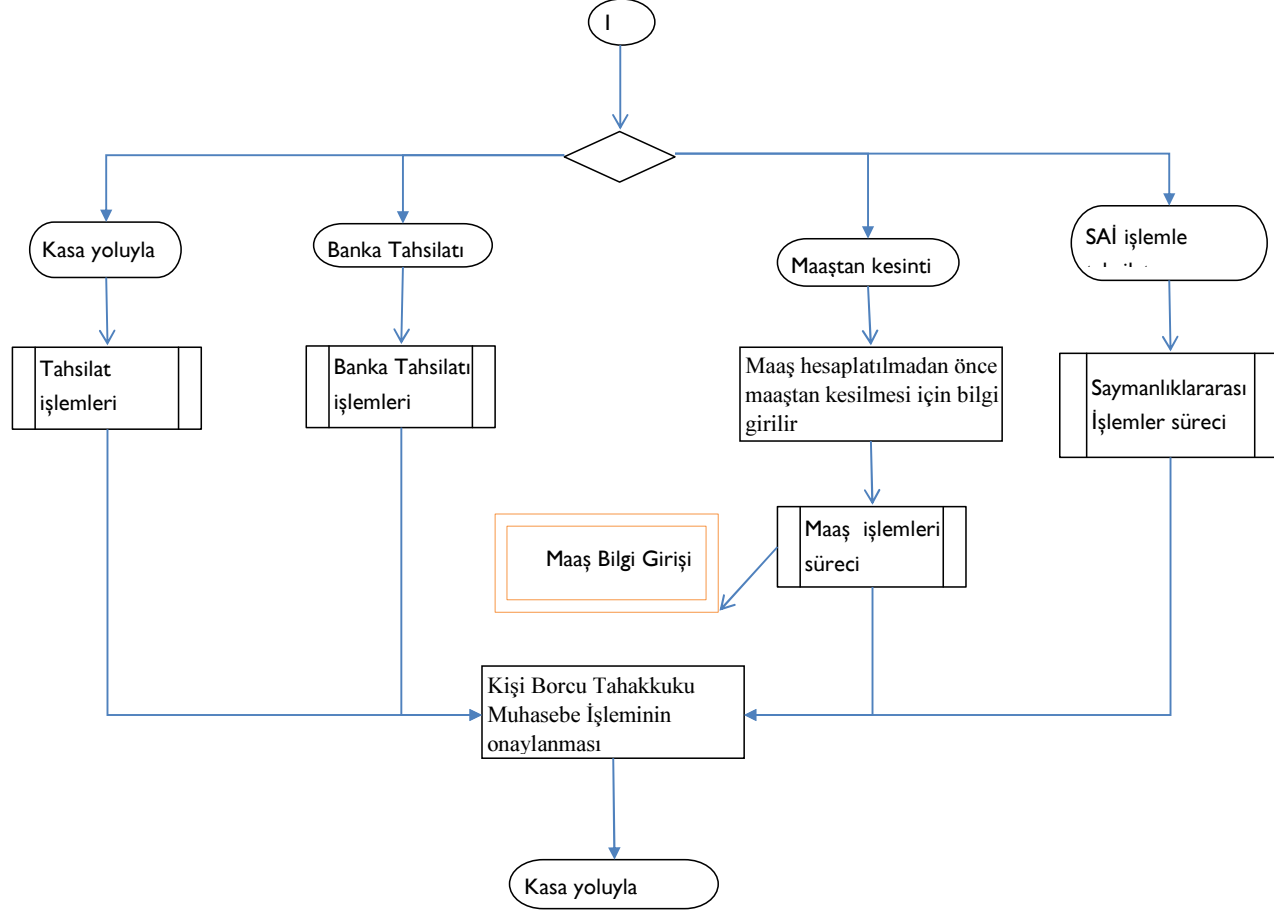 1
Kasa yoluyla
Banka Tahsilatı
Maaştan kesinti
SAİ işlemle
Tahsilat
işlemleri
Banka Tahsilatı
işlemleri
Maaş hesaplatılmadan önce
maaştan kesilmesi için bilgi
girilir
Saymanlıklararası
İşlemler süreci
Maaş Bilgi Girişi
Maaş işlemleri
süreci
Kişi Borcu Tahakkuku
Muhasebe İşleminin
onaylanması
Kasa yoluyla